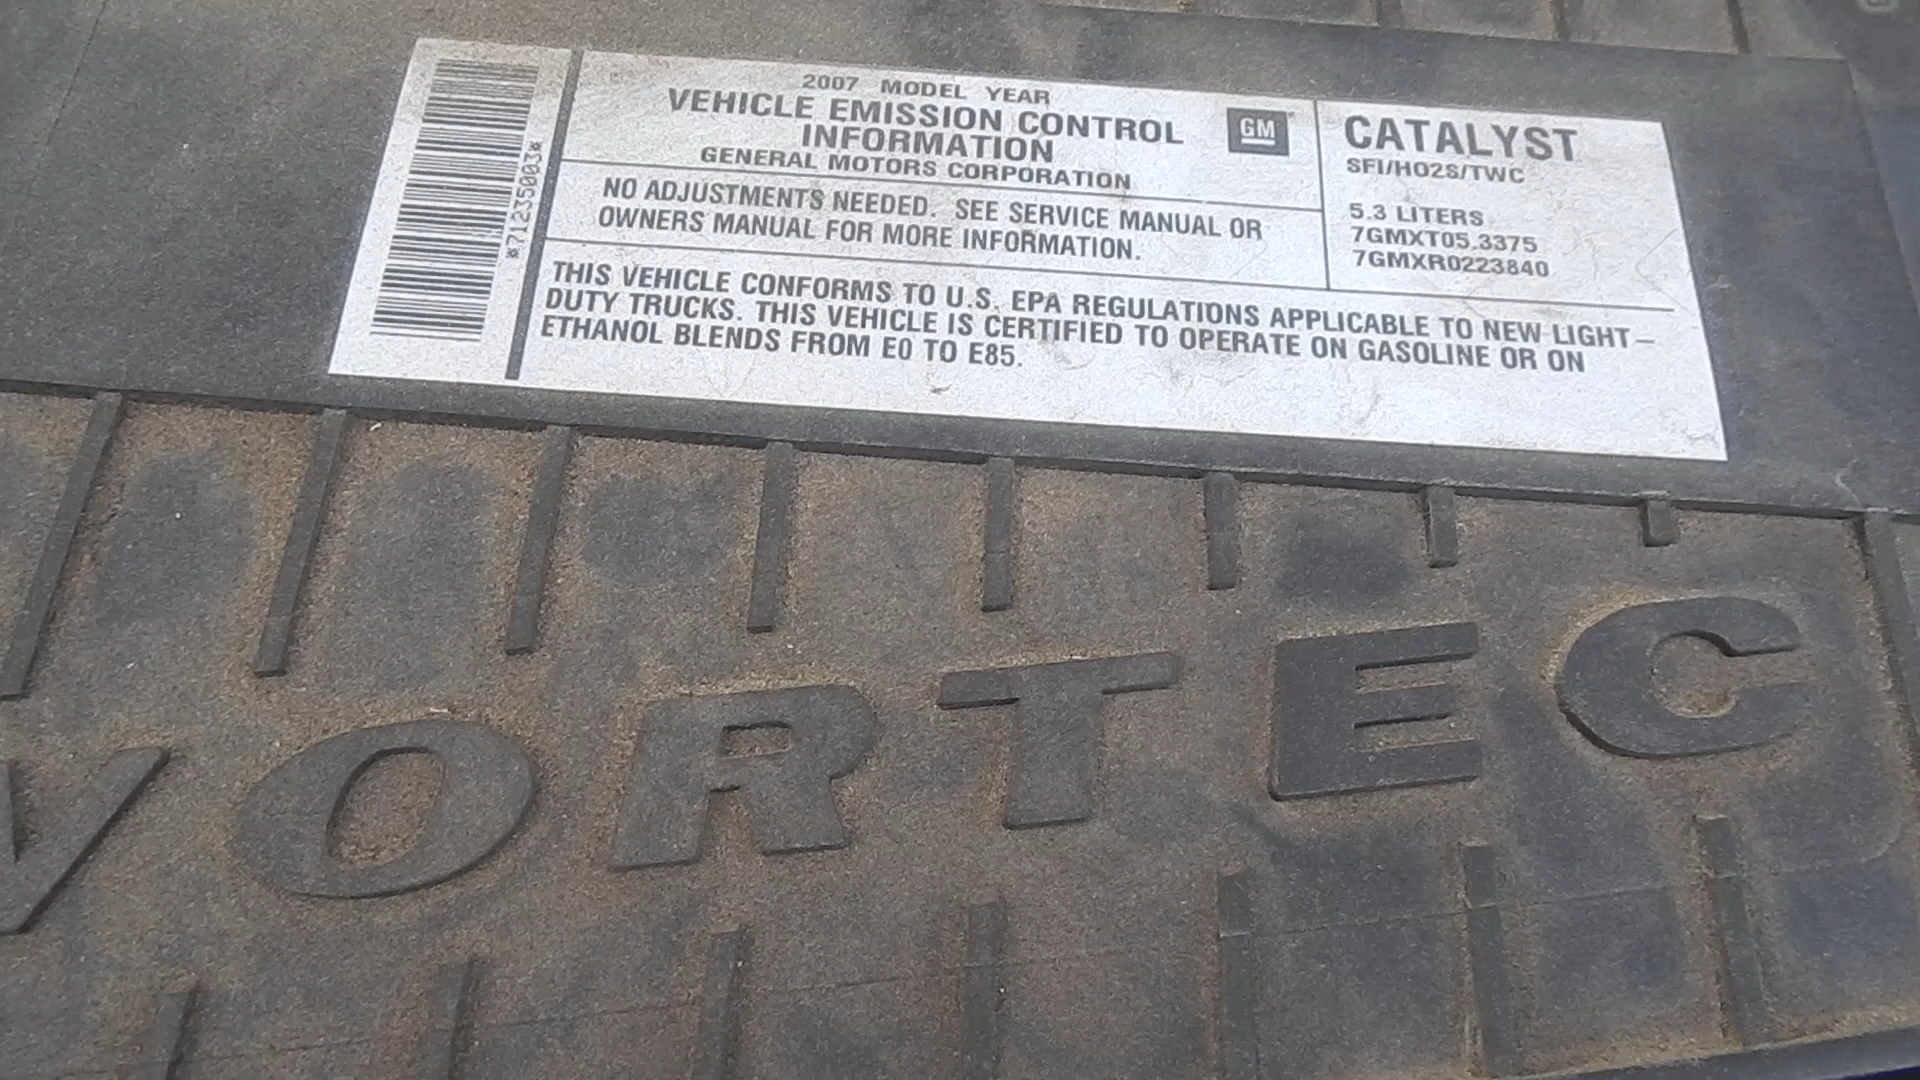 2007 MODEL YEAR
VEHICLE EMISSION CONTROL
INFORMATION
GENERAL MOTORS CORPORATION
GM
NO ADJUSTMENTS NEEDED. SEE SERVICE MANUAL OR
OWNERS MANUAL FOR MORE INFORMATION.
CATALYST
SFI/HO2S/TWC
5.3 LITERS
7GMXT05.3375
7GMXR0223840
THIS VEHICLE CONFORMS TO U.S. EPA REGULATIONS APPLICABLE TO NEW LIGHT-
DUTY TRUCKS. THIS VEHICLE IS CERTIFIED TO OPERATE ON GASOLINE OR ON
ETHANOL BLENDS FROM E0 TO E85.
*71235003*
VORTEC